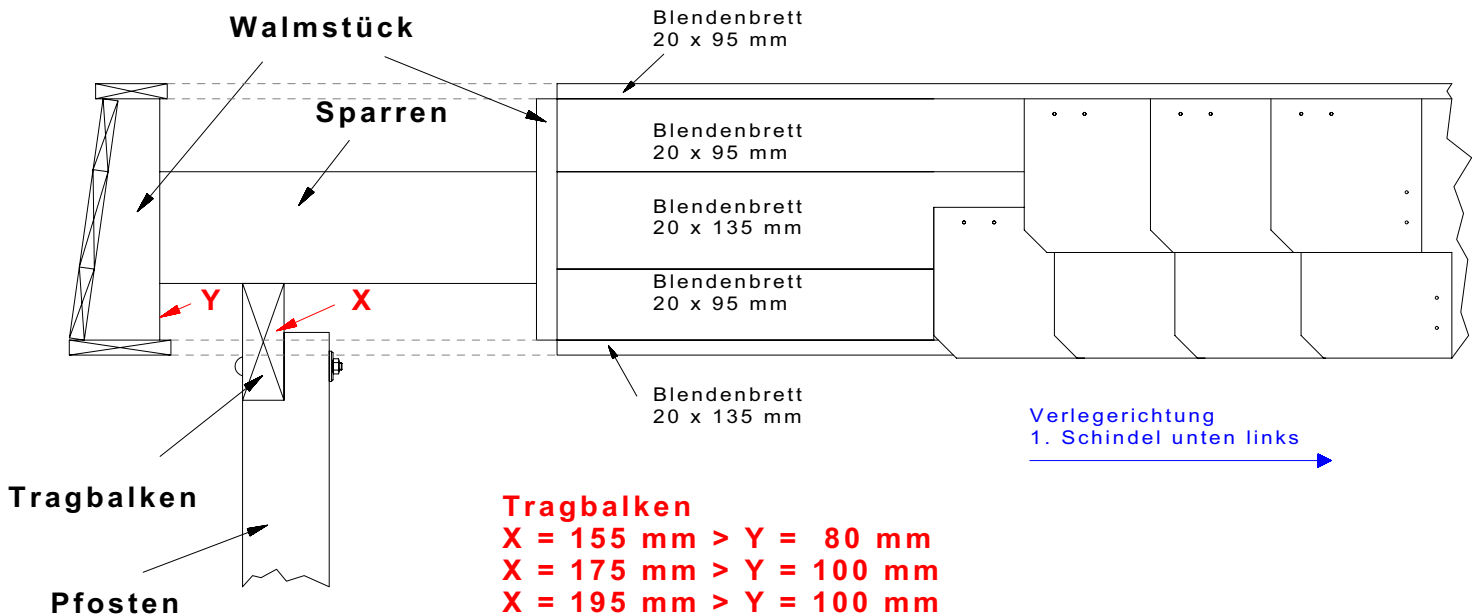 Walmstück
Blendenbrett
20 x 95 mm
Sparren
Blendenbrett
20 x 95 mm
Blendenbrett
20 x 135 mm
Blendenbrett
20 x 95 mm
Y
X
Blendenbrett
20 x 135 mm
Verlegerichtung
1. Schindel unten links
Tragbalken
Pfosten
Tragbalken
X = 155 mm > Y = 80 mm
X = 175 mm > Y = 100 mm
X = 195 mm > Y = 100 mm